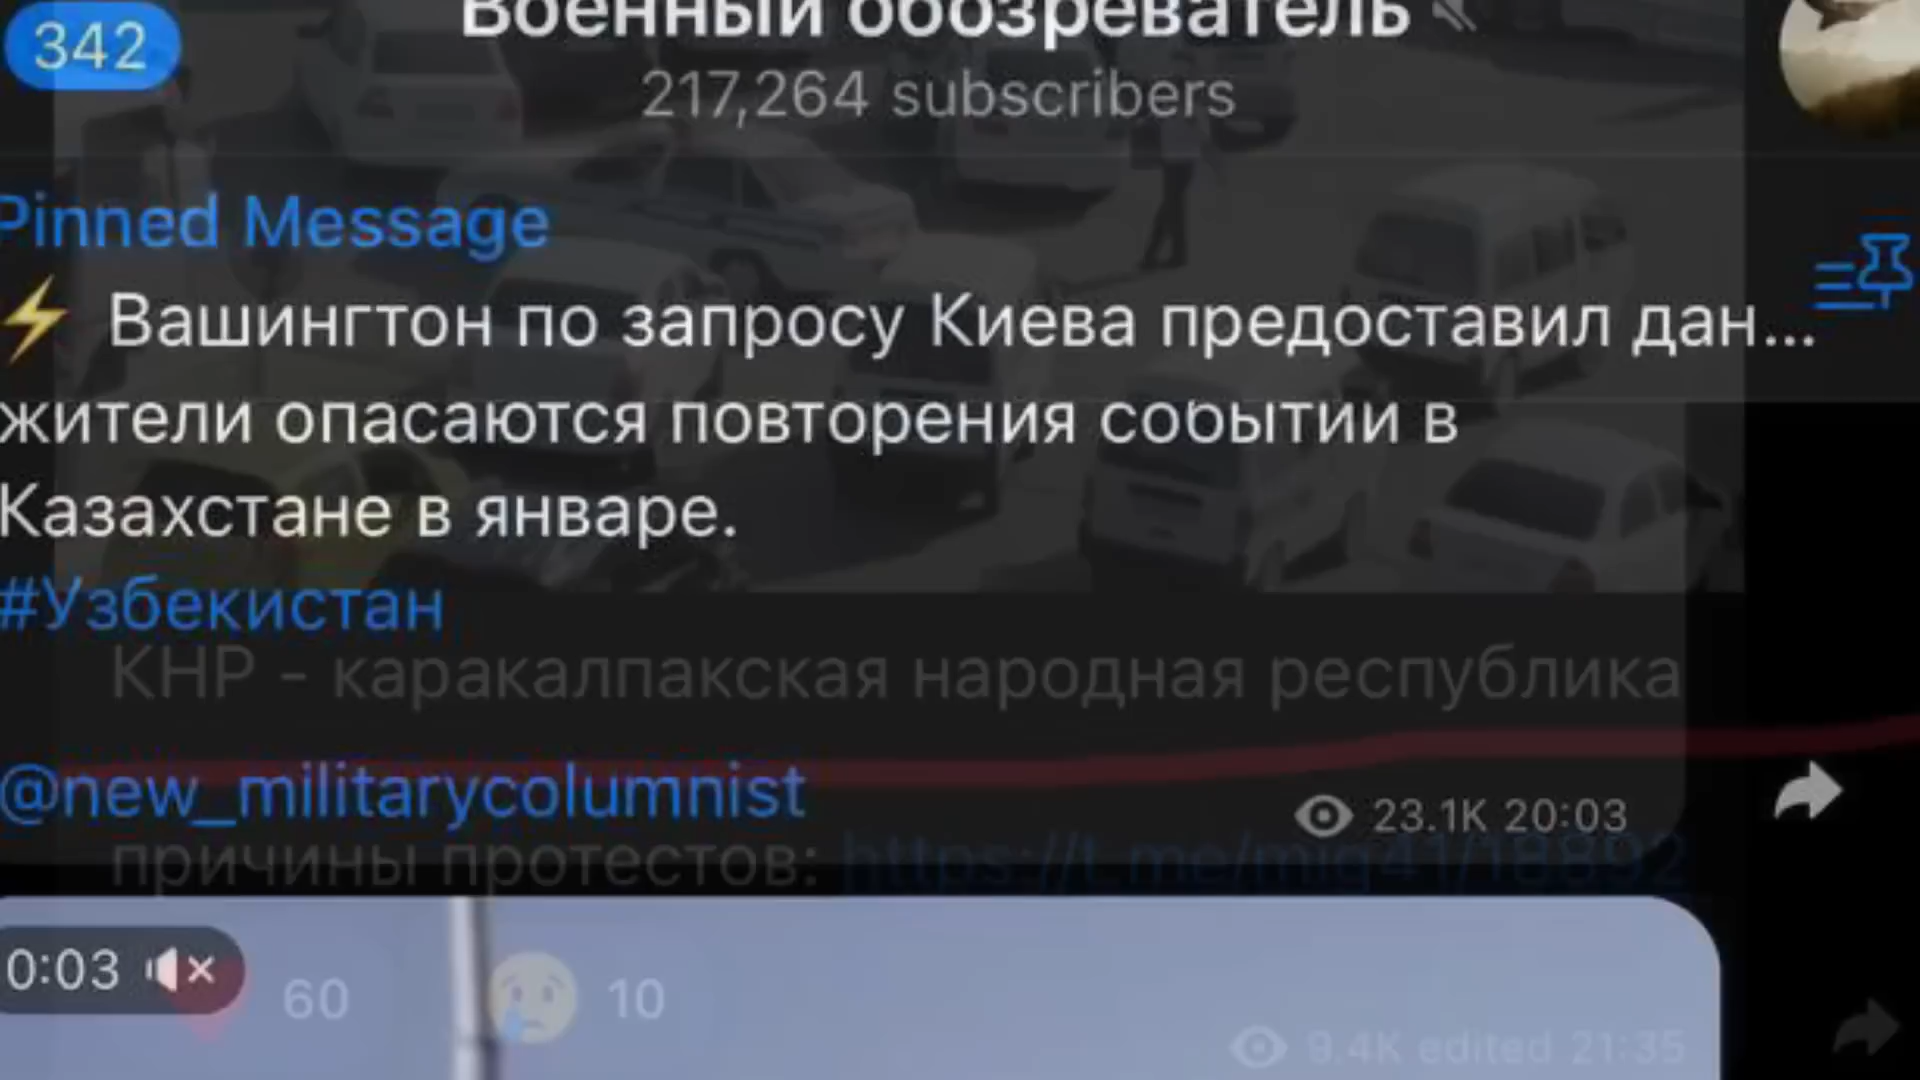 342
Военный обозреватель
217,264 subscribers
Pinned Message
⚡ Вашингтон по запросу Киева предоставил дан...
жители опасаются повторения событии в
Казахстане в январе.
#Узбекистан
КНР - каракалпакская народная республика
@new_militarycolumnist
23.1K 20:03
причины протестов: https://t.me/mig41/18892
0:03
60
10
9.4K edited 21:35